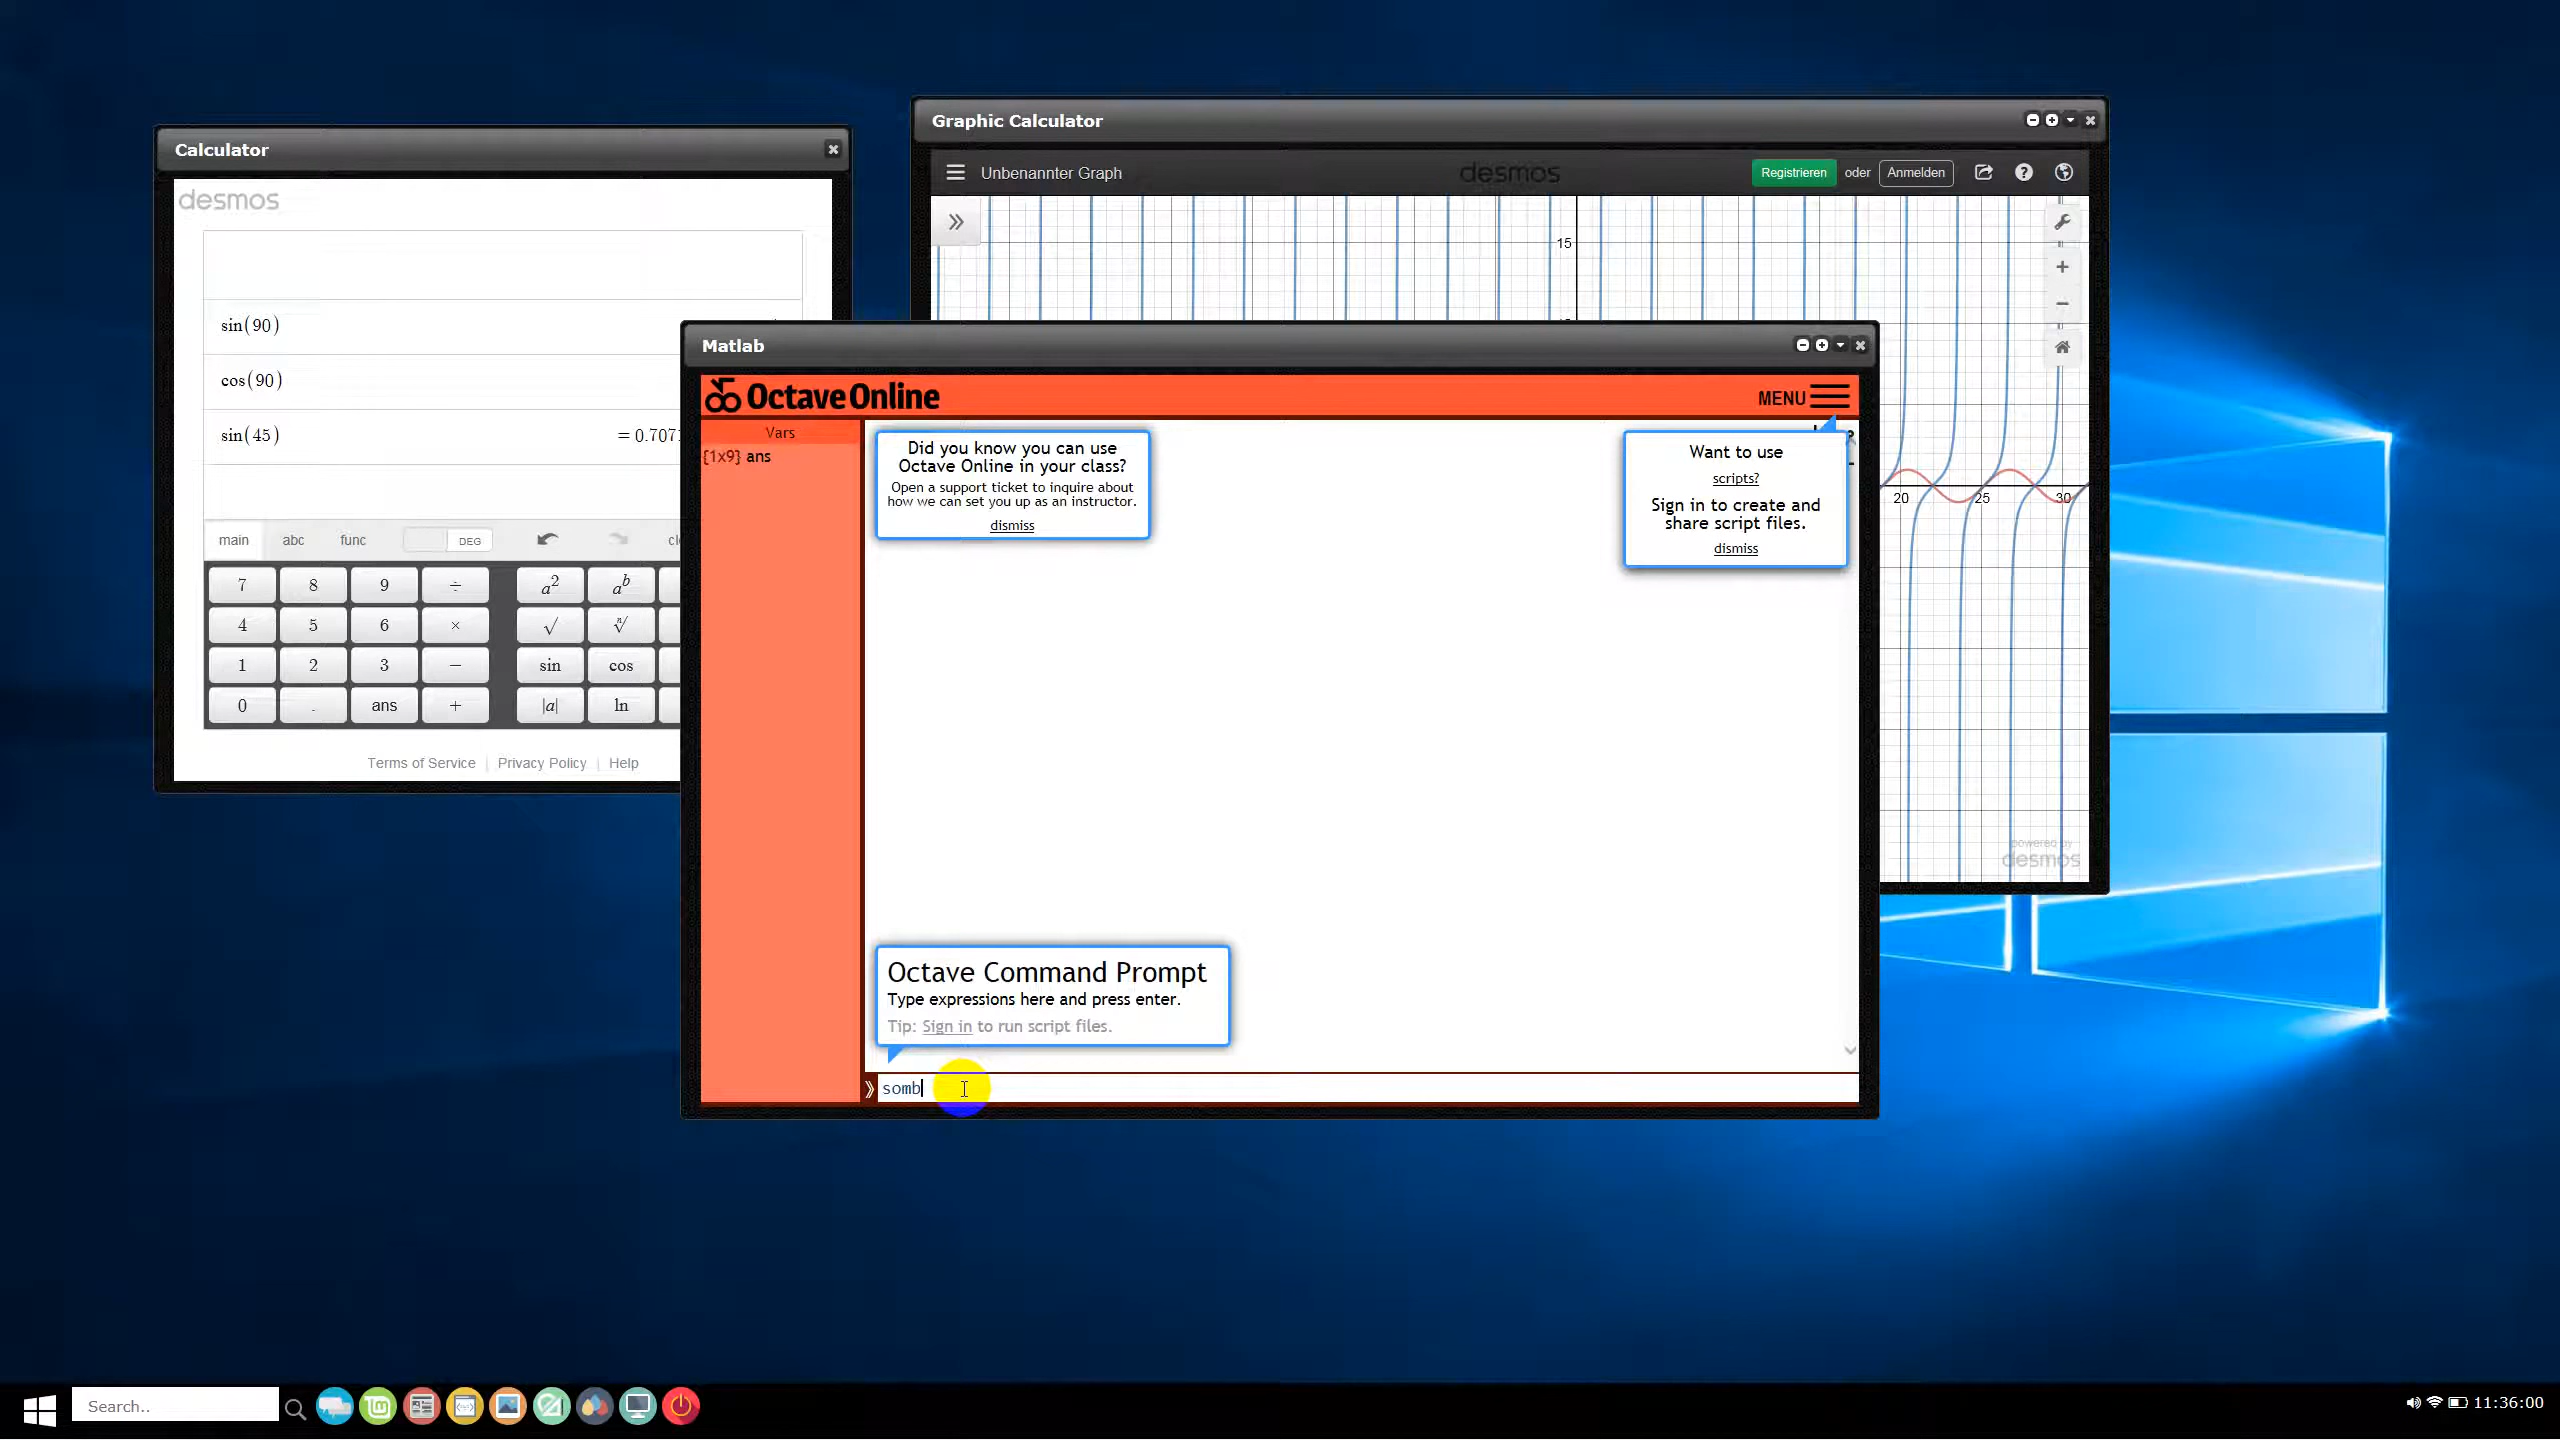 Calculator
desmos
sin(90)
cos(90)
sin(45)
= 0.707
main
abc
func
DEG
7
8
9
÷
a²
aᵇ
4
5
6
×
√
ⁿ√
1
2
3
−
sin
cos
0
.
ans
+
|a|
ln
Terms of Service | Privacy Policy | Help
Graphic Calculator
Unbenannter Graph
desmos
Registrieren oder Anmelden
15
20
25
30
powered by
desmos
Matlab
Octave Online
MENU
Vars
{1x9} ans
Did you know you can use
Octave Online in your class?
Open a support ticket to inquire about
how we can set you up as an instructor.
dismiss
Want to use
scripts?
Sign in to create and
share script files.
dismiss
Octave Command Prompt
Type expressions here and press enter.
Tip: Sign in to run script files.
» somb
Search..
11:36:00